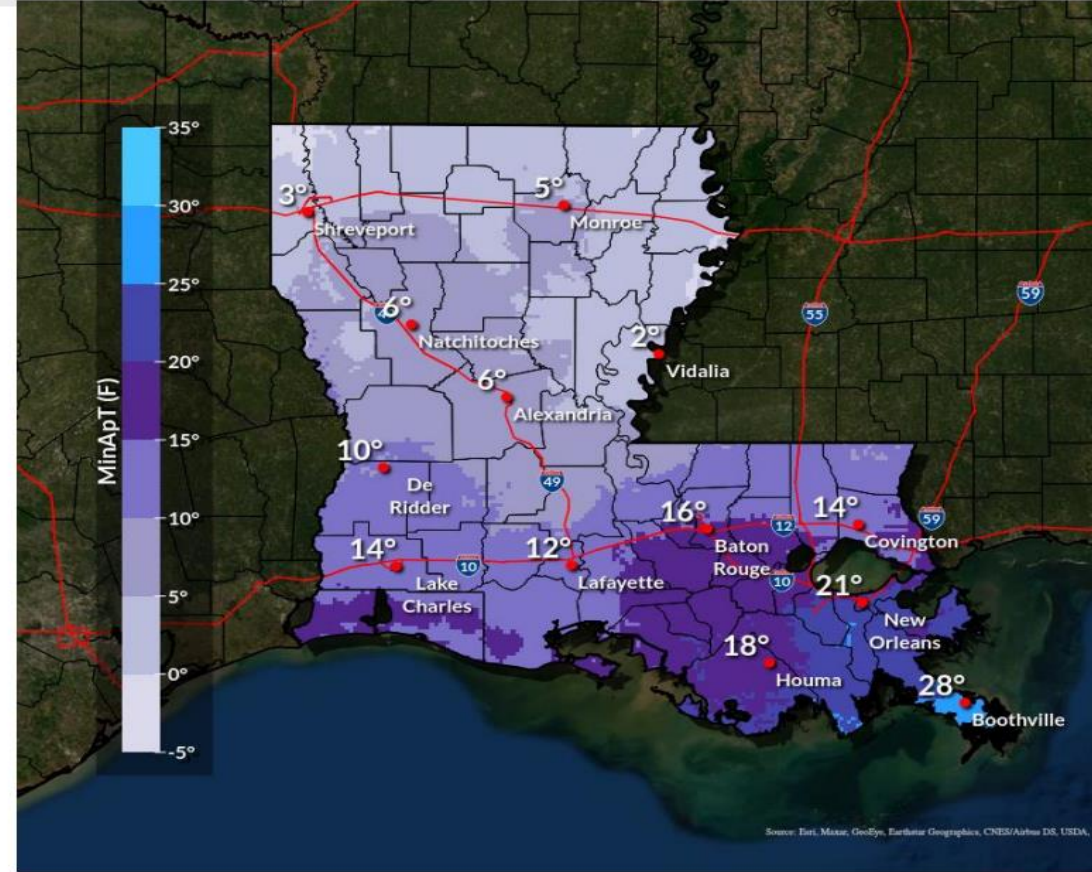 35°
30°
25°
20°
15°
10°
5°
0°
-5°
MinApT (F)
3°
Shreveport
5°
Monroe
6°
Natchitoches
2°
Vidalia
6°
Alexandria
10°
De
Ridder
49
55
59
59
14°
Lake
Charles
10
12°
Lafayette
16°
Baton
Rouge
12
10
14°
Covington
21°
New
Orleans
18°
Houma
28°
Boothville
Source: Esri, Maxar, GeoEye, Earthstar Geographics, CNES/Airbus DS, USDA,